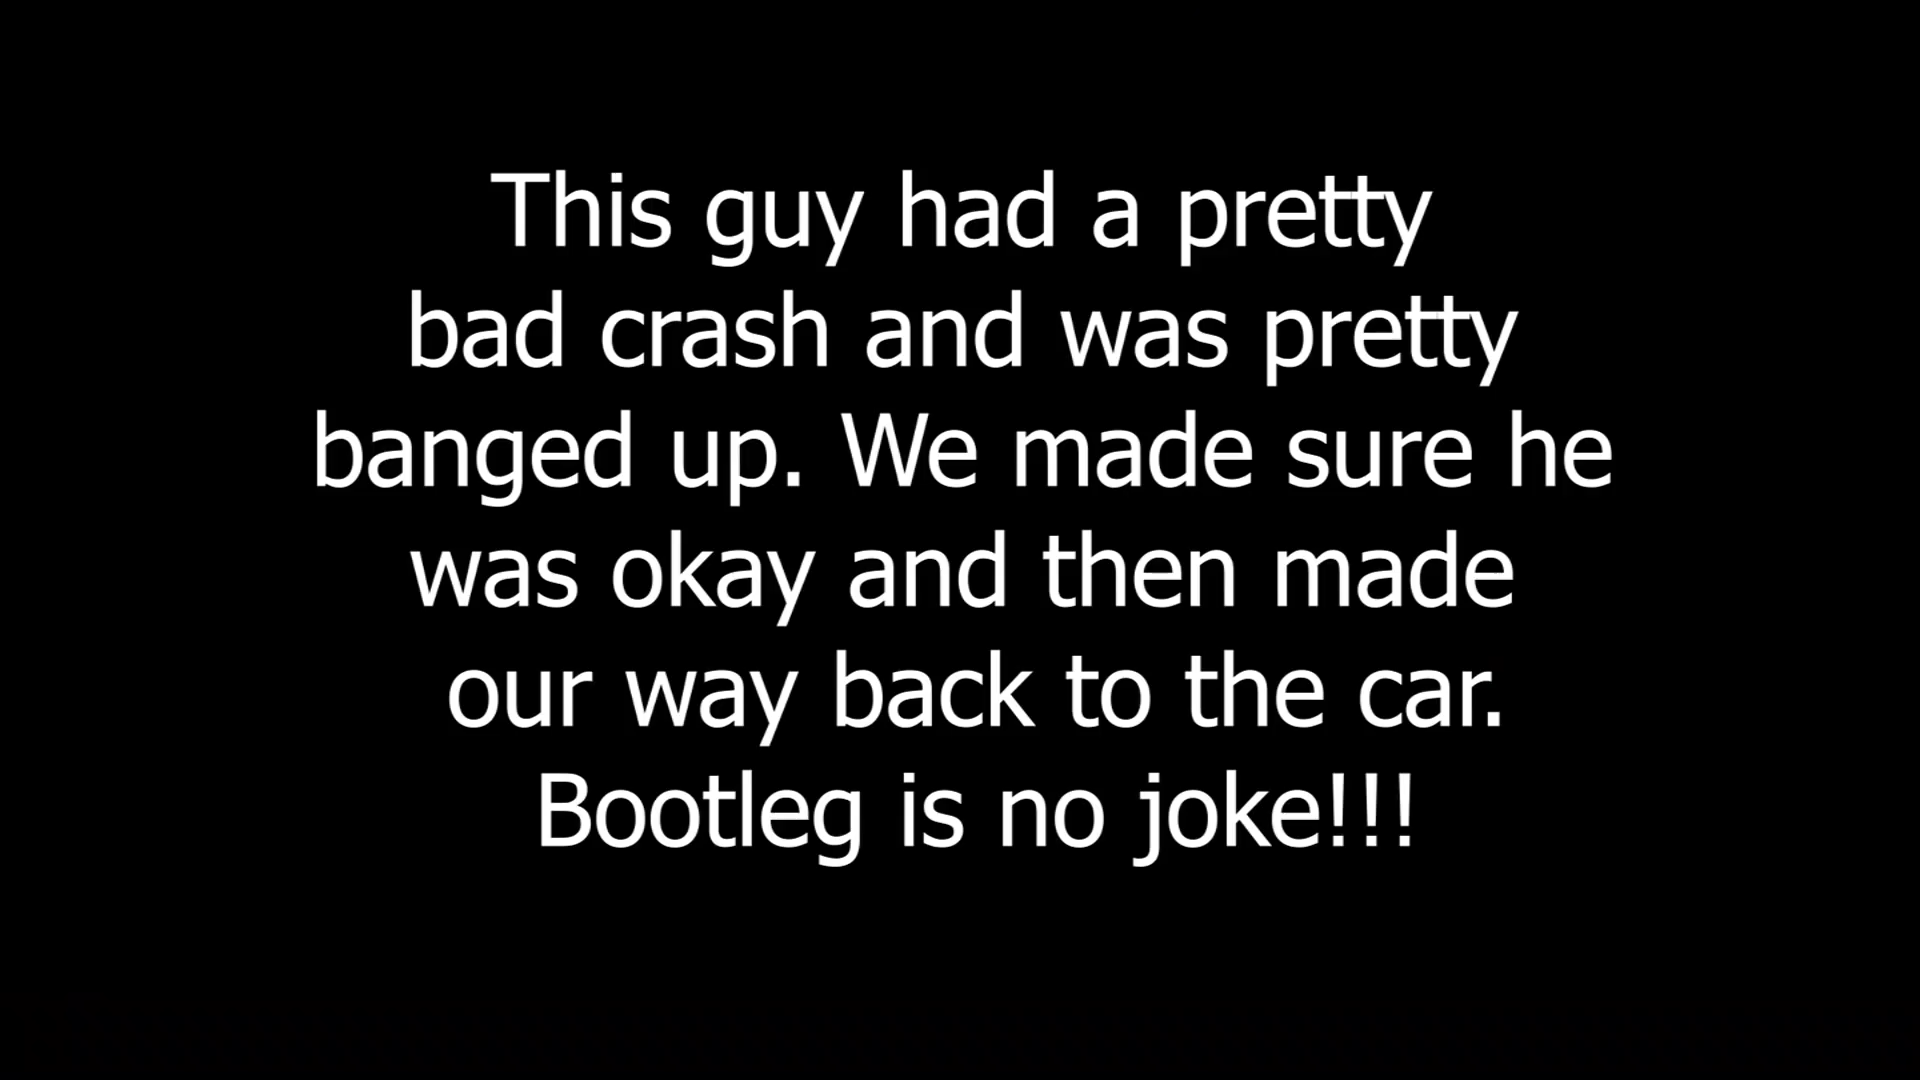 This guy had a pretty
bad crash and was pretty
banged up. We made sure he
was okay and then made
our way back to the car.
Bootleg is no joke!!!